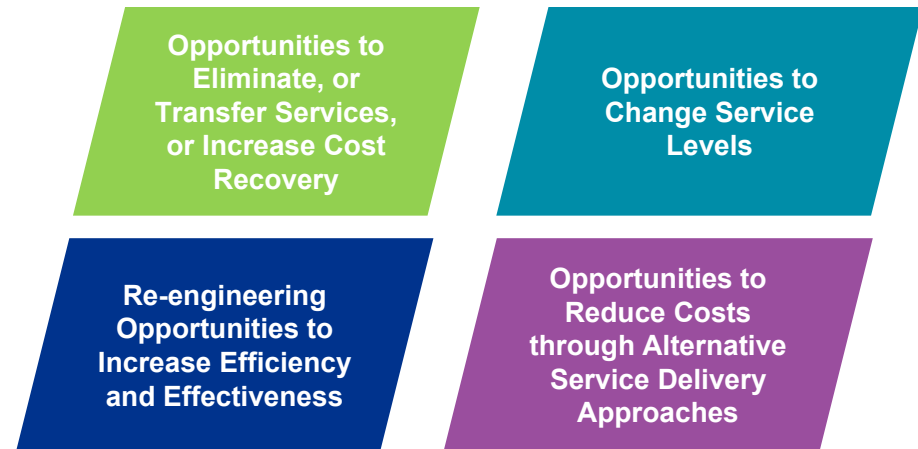 Opportunities to
Eliminate, or
Transfer Services,
or Increase Cost
Recovery
Opportunities to
Change Service
Levels
Re-engineering
Opportunities to
Increase Efficiency
and Effectiveness
Opportunities to
Reduce Costs
through Alternative
Service Delivery
Approaches